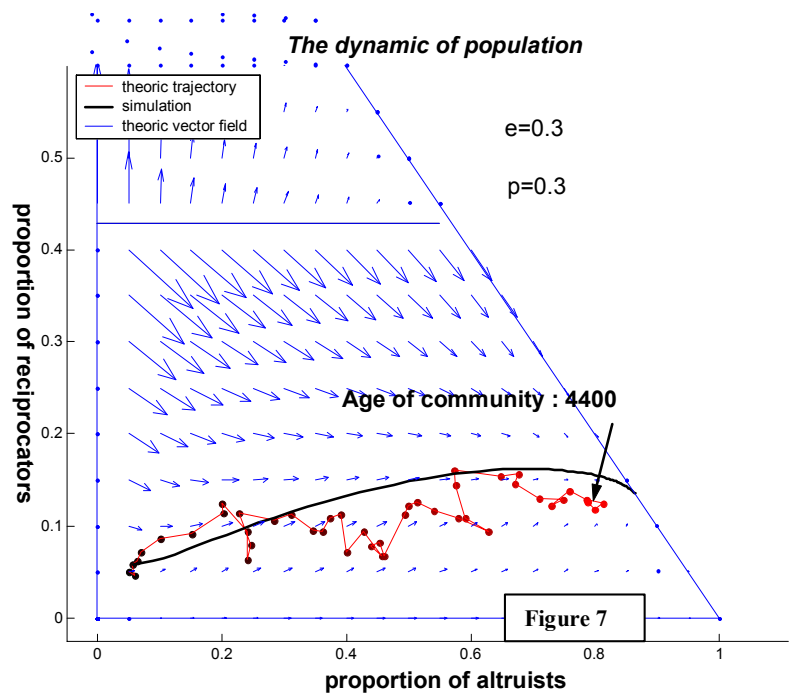 The dynamic of population
theoric trajectory
simulation
theoric vector field
e=0.3
p=0.3
0.5
0.4
0.3
0.2
0.1
0
proportion of reciprocators
Age of community : 4400
Figure 7
0
0.2
0.4
0.6
0.8
1
proportion of altruists